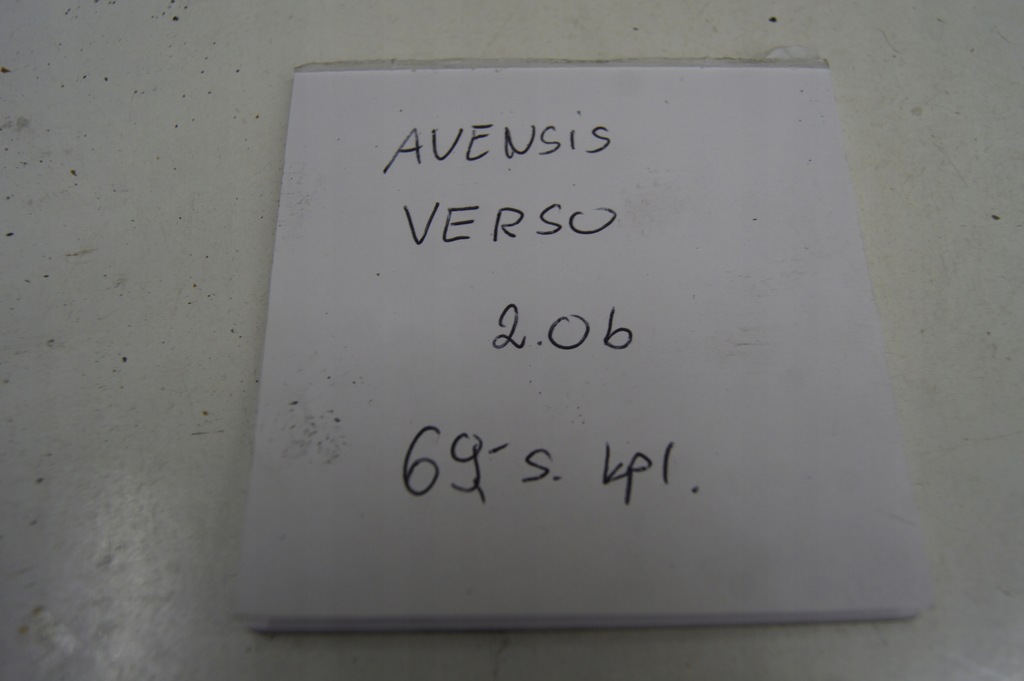 AVENSiS
VERSO
2.0b
69,- s. kpl.